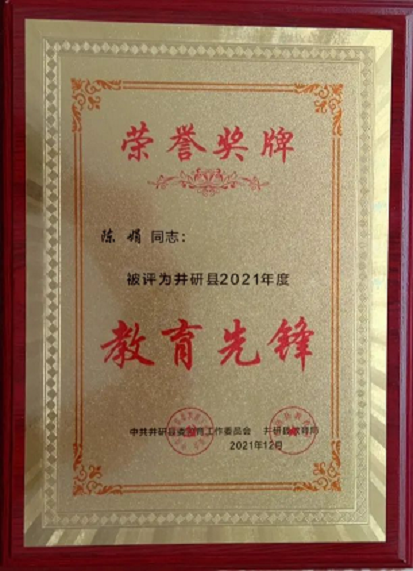 荣誉奖牌
陈娟 同志：
被评为井研县2021年度
教育先锋
中共井研县委教育工作委员会 井研县教育局
2021年12月